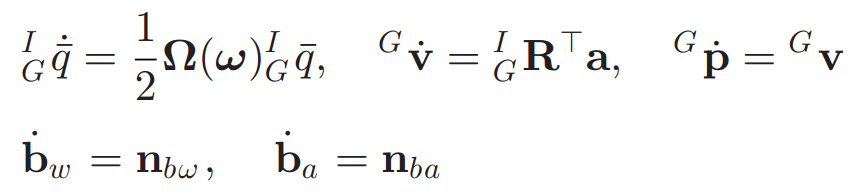 $${}^{I}_{G}\dot{\bar{q}} = \frac{1}{2}\boldsymbol{\Omega}(\boldsymbol{\omega}){}^{I}_{G}\bar{q}, \quad {}^{G}\dot{\mathbf{v}} = {}^{I}_{G}\mathbf{R}^{\top}\mathbf{a}, \quad {}^{G}\dot{\mathbf{p}} = {}^{G}\mathbf{v}$$
$$\dot{\mathbf{b}}_{w} = \mathbf{n}_{b\omega}, \quad \dot{\mathbf{b}}_{a} = \mathbf{n}_{ba}$$